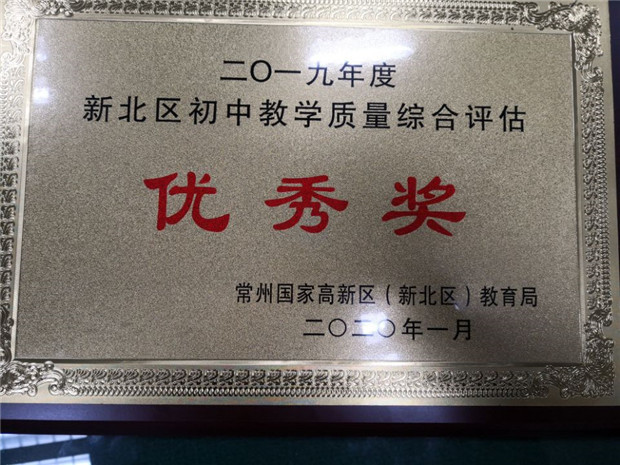 二〇一九年度
新北区初中教学质量综合评估
优秀奖
常州国家高新区（新北区）教育局
二〇二〇年一月